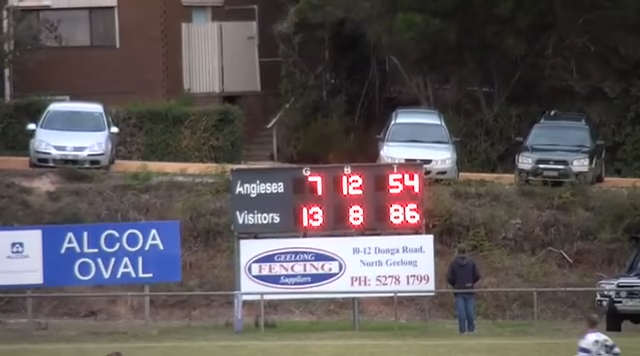 G B T
Angiesea 7 12 54
Visitors 13 8 86
ALCOA
OVAL
ALCOA
GEELONG
FENCING
Suppliers
10-12 Donga Road,
North Geelong
PH: 5278 1799